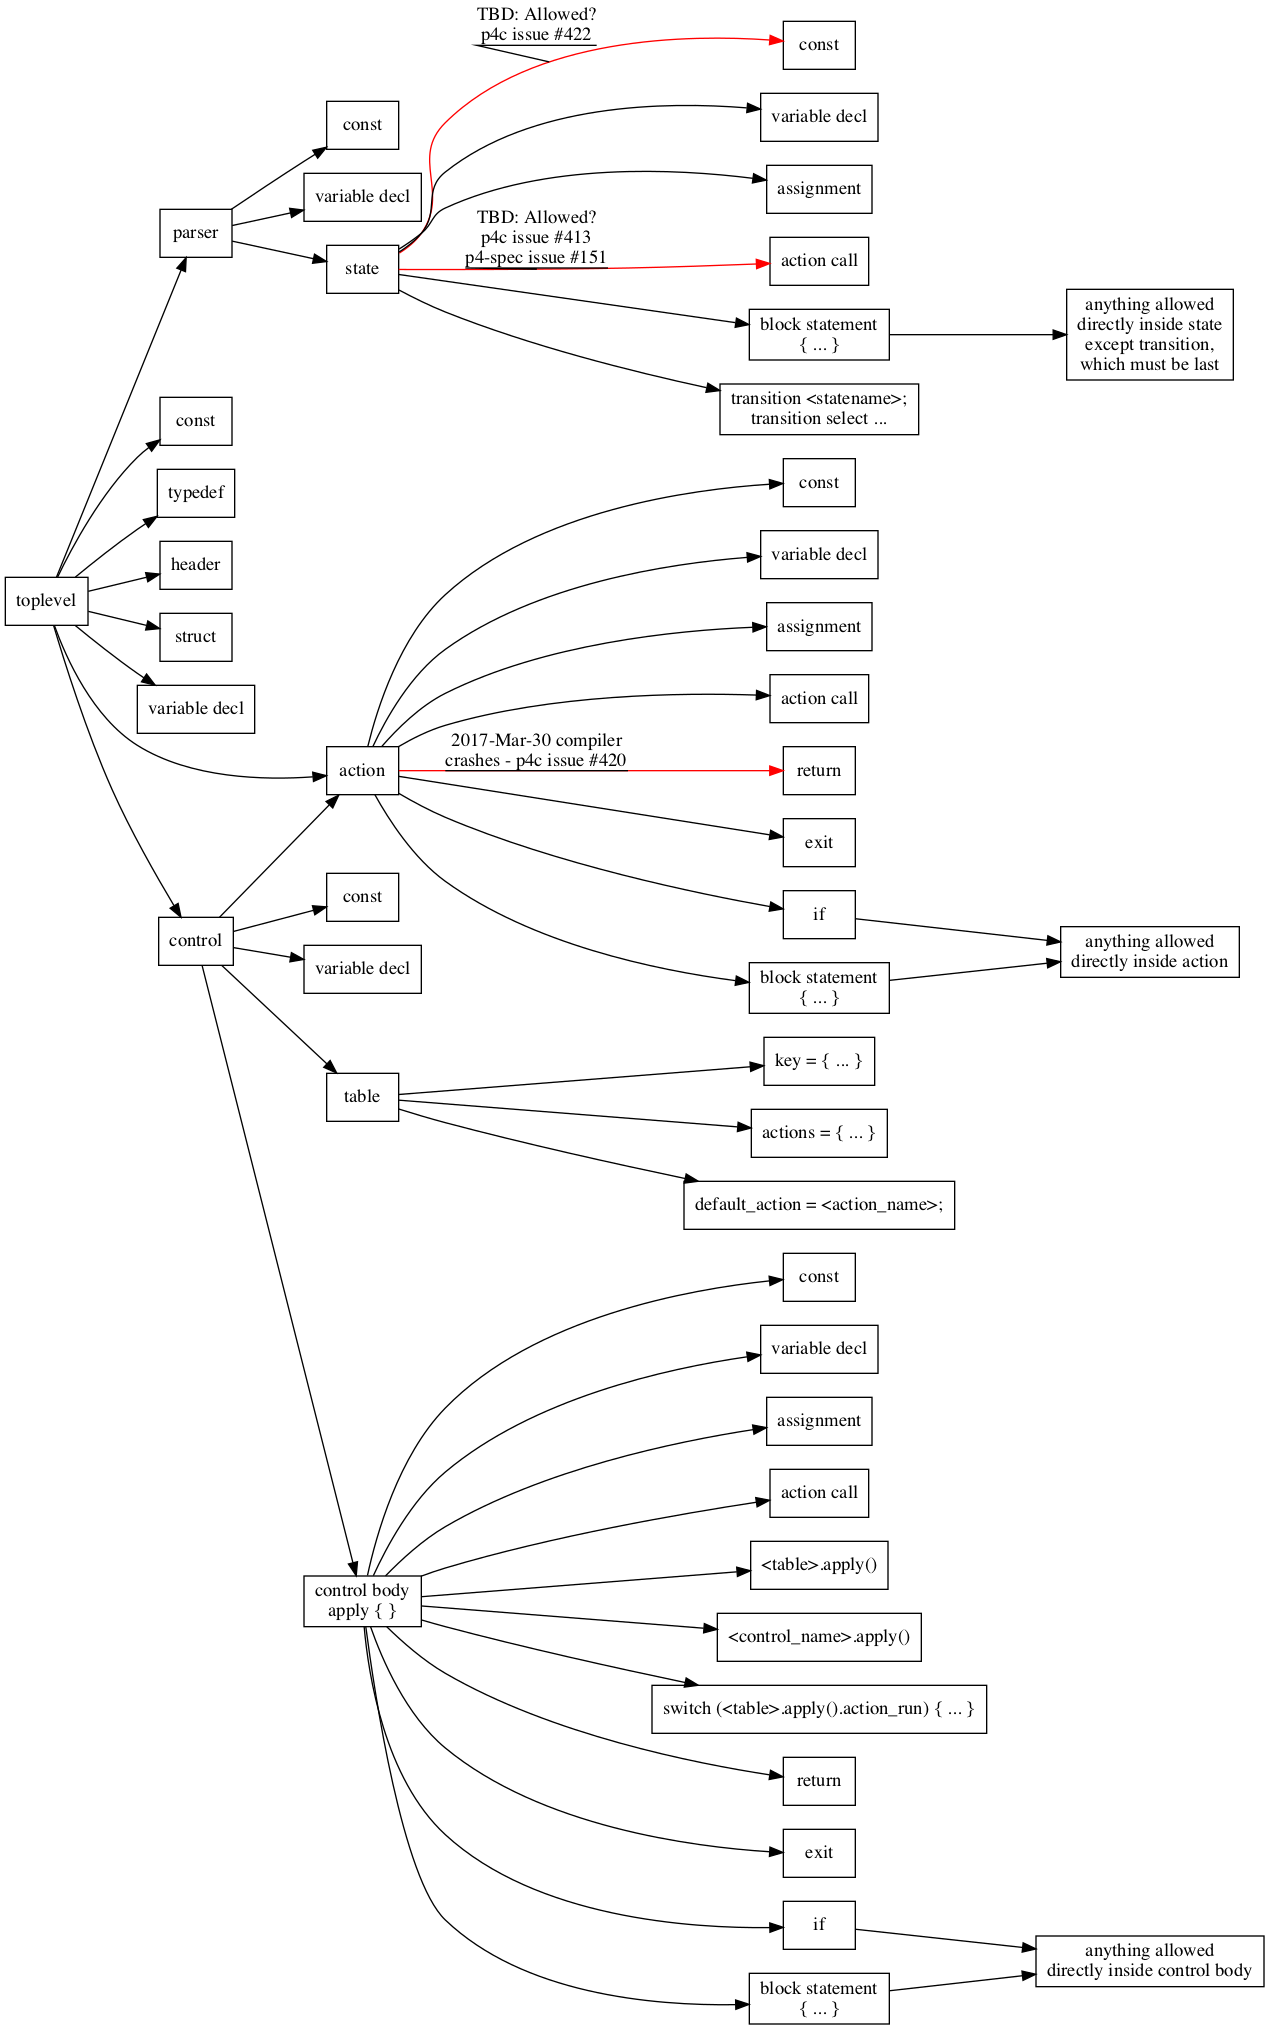 TBD: Allowed?
p4c issue #422
const
variable decl
const
variable decl
assignment
parser
TBD: Allowed?
p4c issue #413
p4-spec issue #151
state
action call
block statement
{ ... }
anything allowed
directly inside state
except transition,
which must be last
transition <statename>;
transition select ...
const
typedef
header
toplevel
struct
variable decl
const
variable decl
assignment
action call
2017-Mar-30 compiler
crashes - p4c issue #420
action
return
exit
if
block statement
{ ... }
anything allowed
directly inside action
const
control
variable decl
table
key = { ... }
actions = { ... }
default_action = <action_name>;
const
variable decl
assignment
action call
<table>.apply()
control body
apply { }
<control_name>.apply()
switch (<table>.apply().action_run) { ... }
return
exit
if
block statement
{ ... }
anything allowed
directly inside control body